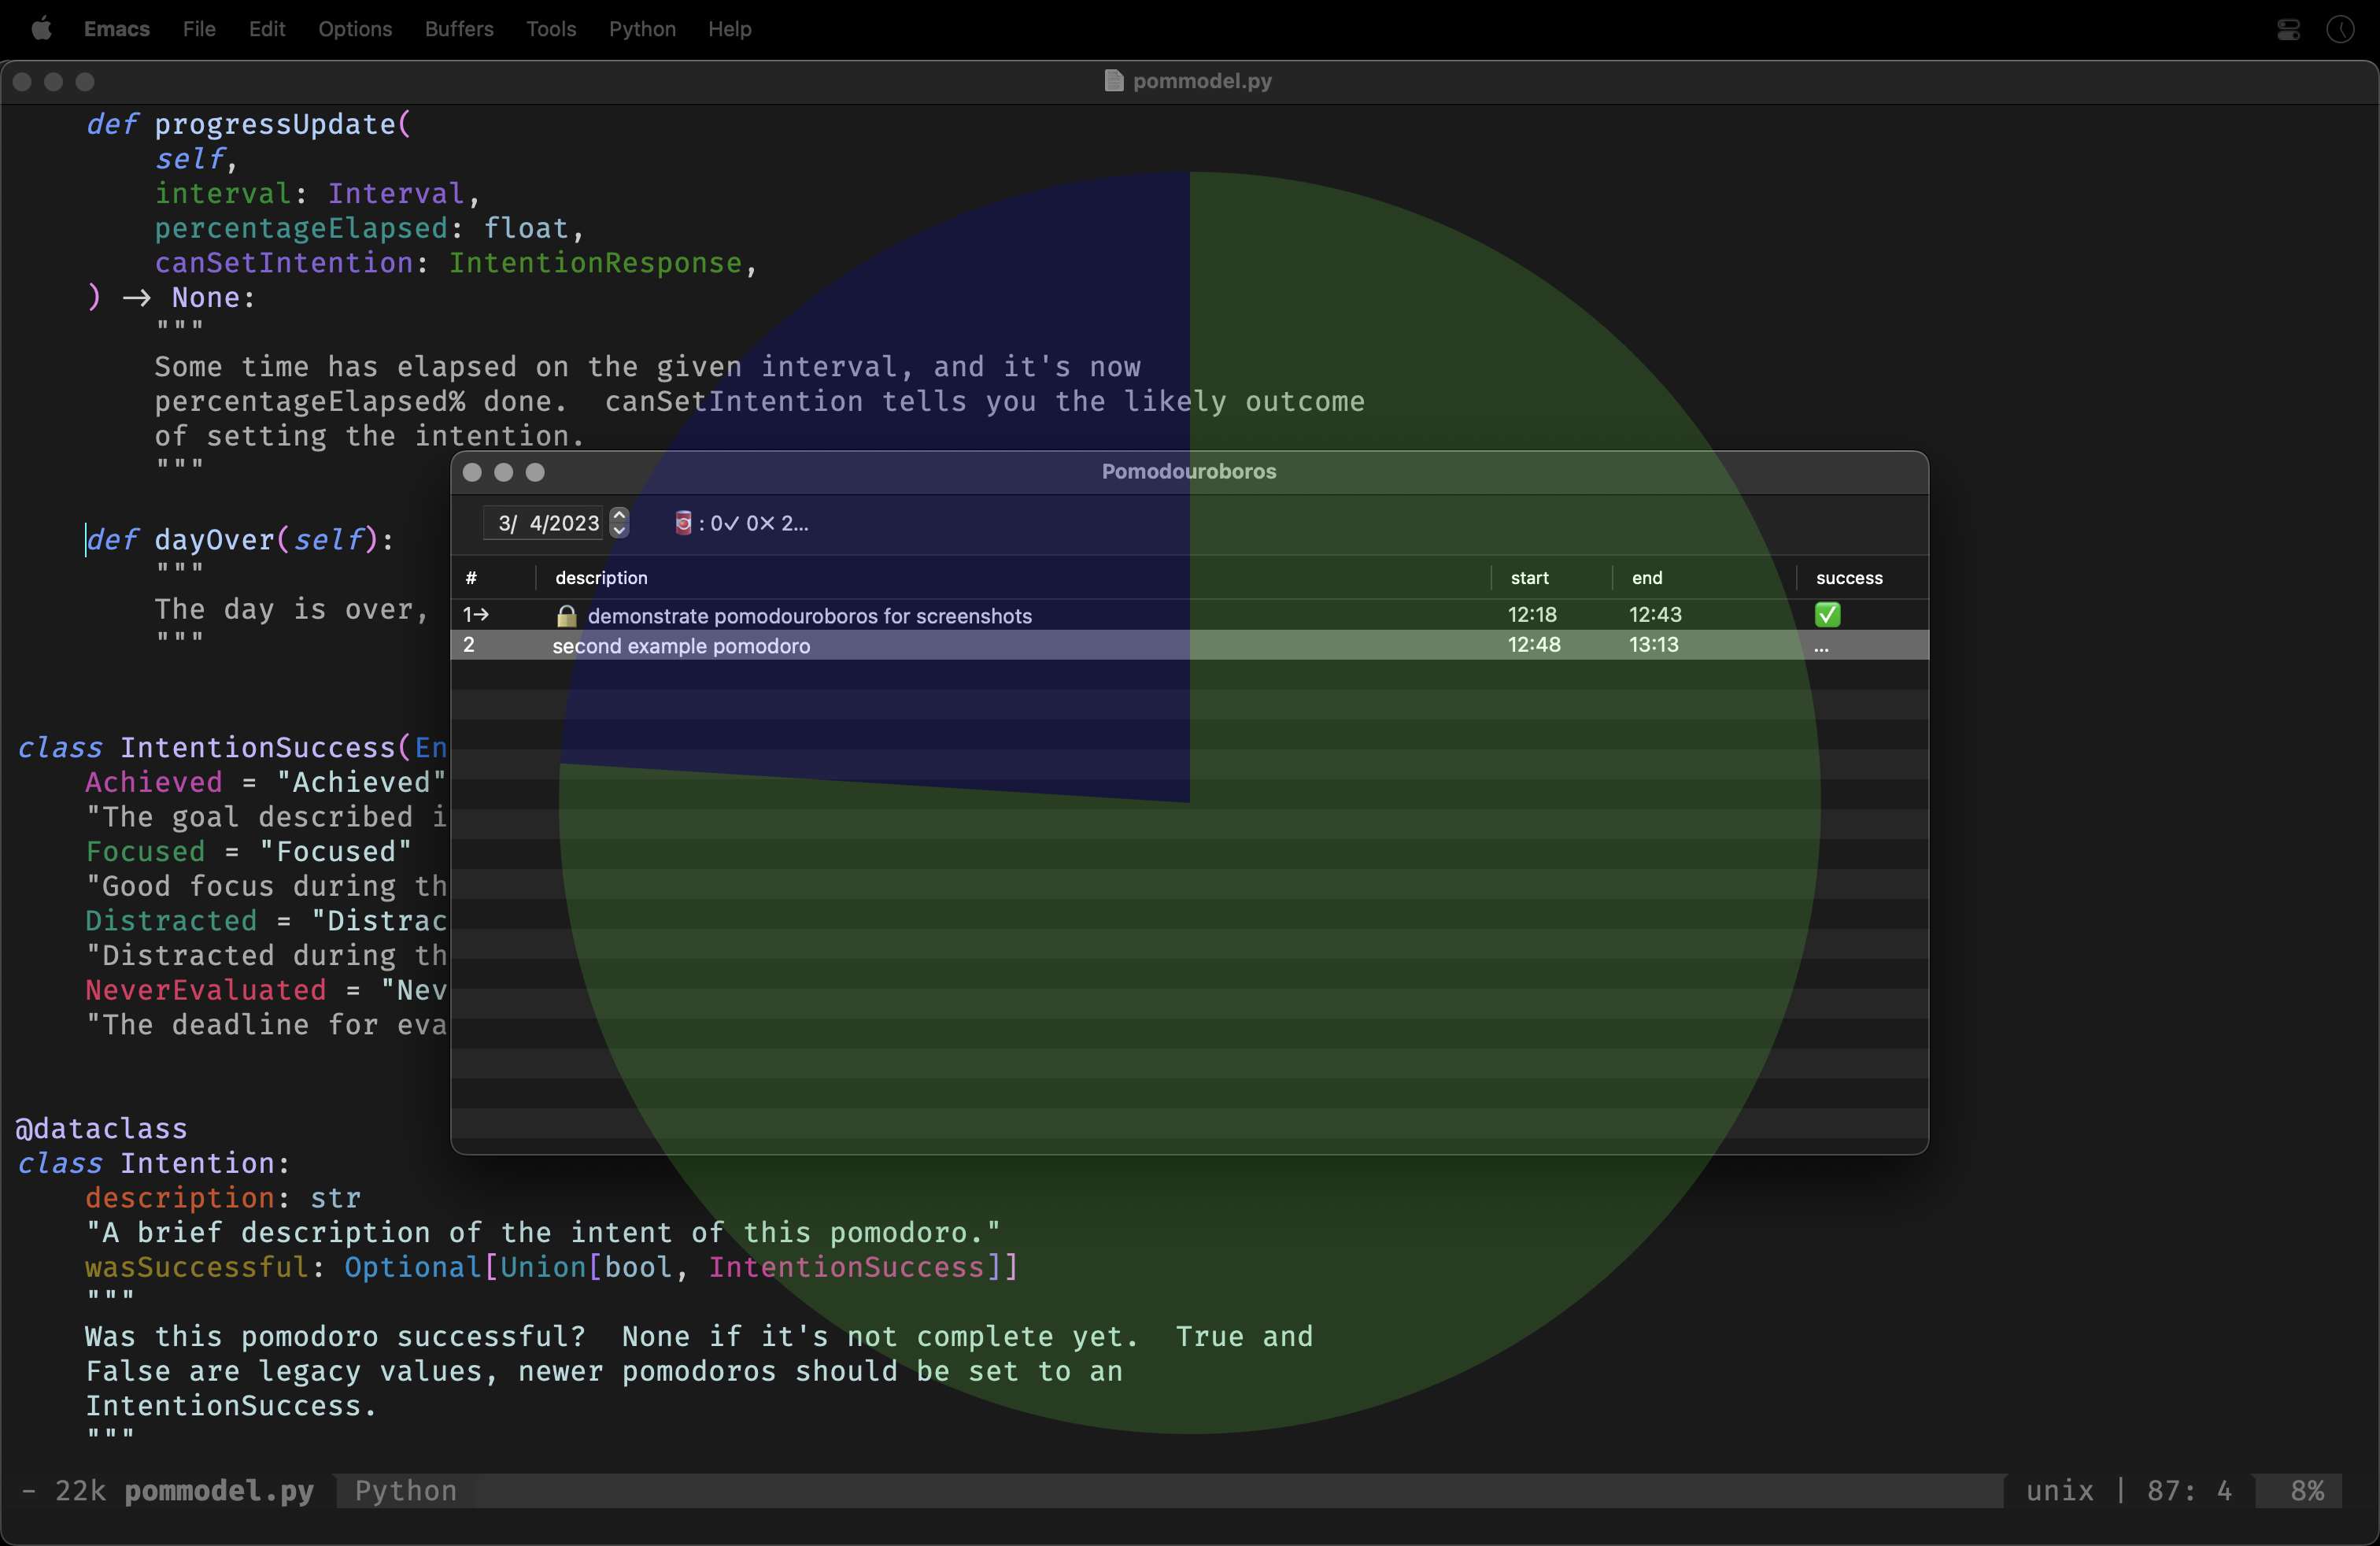 Emacs File Edit Options Buffers Tools Python Help
pommodel.py
def progressUpdate(
self,
interval: Interval,
percentageElapsed: float,
canSetIntention: IntentionResponse,
) → None:
"""
Some time has elapsed on the given interval, and it's now
percentageElapsed% done.  canSetIntention tells you the likely outcome
of setting the intention.
"""
def dayOver(self):
"""
The day is over,
"""
class IntentionSuccess(En
Achieved = "Achieved"
"The goal described i
Focused = "Focused"
"Good focus during th
Distracted = "Distrac
"Distracted during th
NeverEvaluated = "Nev
"The deadline for eva
@dataclass
class Intention:
description: str
"A brief description of the intent of this pomodoro."
wasSuccessful: Optional[Union[bool, IntentionSuccess]]
"""
Was this pomodoro successful?  None if it's not complete yet.  True and
False are legacy values, newer pomodoros should be set to an
IntentionSuccess.
"""
- 22k pommodel.py Python unix | 87: 4 8%
Pomodouroboros
3/ 4/2023 🥫: 0✓ 0✗ 2…
# description start end success
1→ 🔒 demonstrate pomodouroboros for screenshots 12:18 12:43 ✅
2 second example pomodoro 12:48 13:13 …